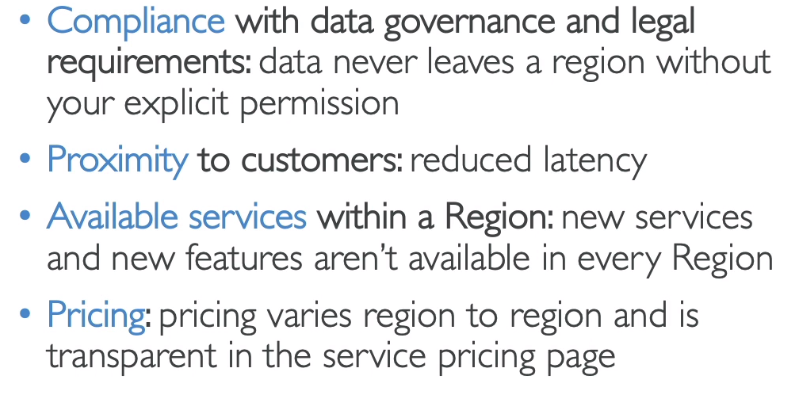 • Compliance with data governance and legal
requirements: data never leaves a region without
your explicit permission
• Proximity to customers: reduced latency
• Available services within a Region: new services
and new features aren’t available in every Region
• Pricing: pricing varies region to region and is
transparent in the service pricing page